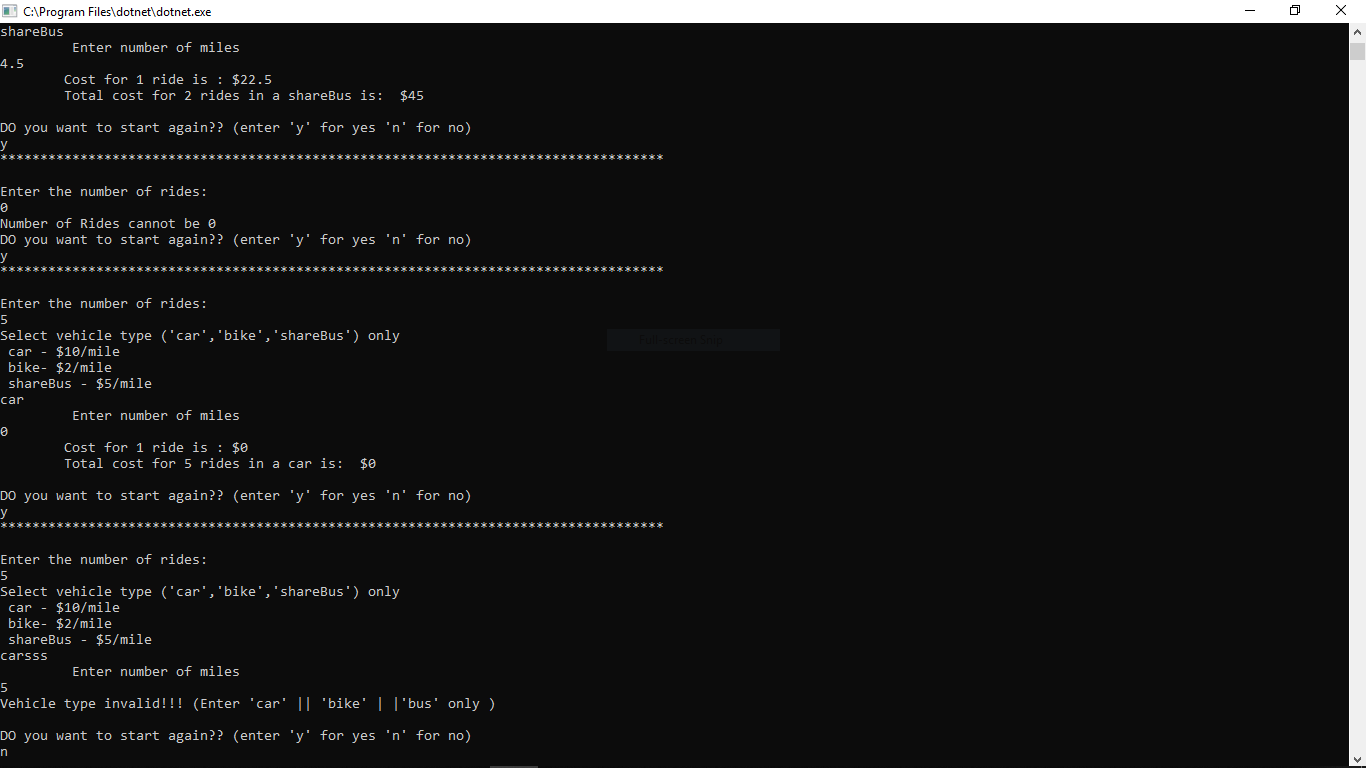 C:\Program Files\dotnet\dotnet.exe
shareBus
Enter number of miles
4.5
Cost for 1 ride is : $22.5
Total cost for 2 rides in a shareBus is:  $45
DO you want to start again?? (enter 'y' for yes 'n' for no)
y
***********************************************************************************
Enter the number of rides:
0
Number of Rides cannot be 0
DO you want to start again?? (enter 'y' for yes 'n' for no)
y
***********************************************************************************
Enter the number of rides:
5
Select vehicle type ('car','bike','shareBus') only
car - $10/mile
bike- $2/mile
shareBus - $5/mile
car
Enter number of miles
0
Cost for 1 ride is : $0
Total cost for 5 rides in a car is:  $0
DO you want to start again?? (enter 'y' for yes 'n' for no)
y
***********************************************************************************
Enter the number of rides:
5
Select vehicle type ('car','bike','shareBus') only
car - $10/mile
bike- $2/mile
shareBus - $5/mile
carsss
Enter number of miles
5
Vehicle type invalid!!! (Enter 'car' || 'bike' | |'bus' only )
DO you want to start again?? (enter 'y' for yes 'n' for no)
n